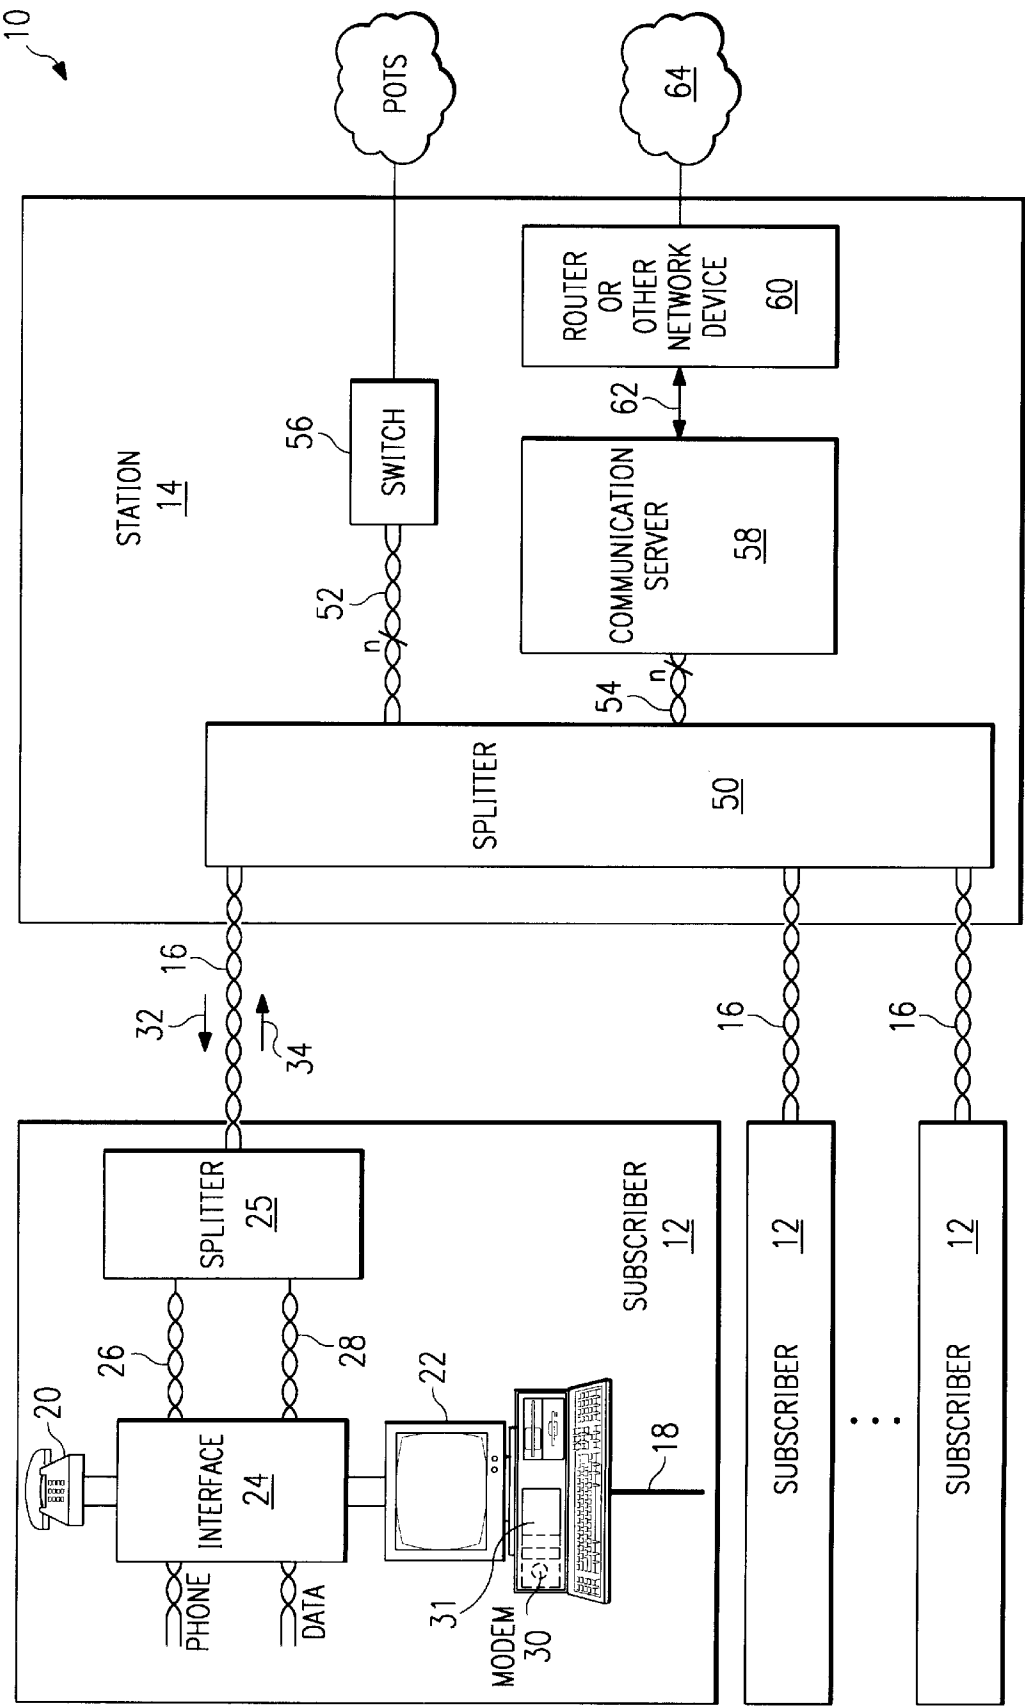 10
20
PHONE
DATA
INTERFACE
24
26
28
SPLITTER
25
22
MODEM
30
31
18
SUBSCRIBER
12
32
34
16
SUBSCRIBER
12
16
SUBSCRIBER
12
16
STATION
14
SPLITTER
50
n
52
SWITCH
56
POTS
n
54
COMMUNICATION
SERVER
58
62
ROUTER
OR
OTHER
NETWORK
DEVICE
60
64